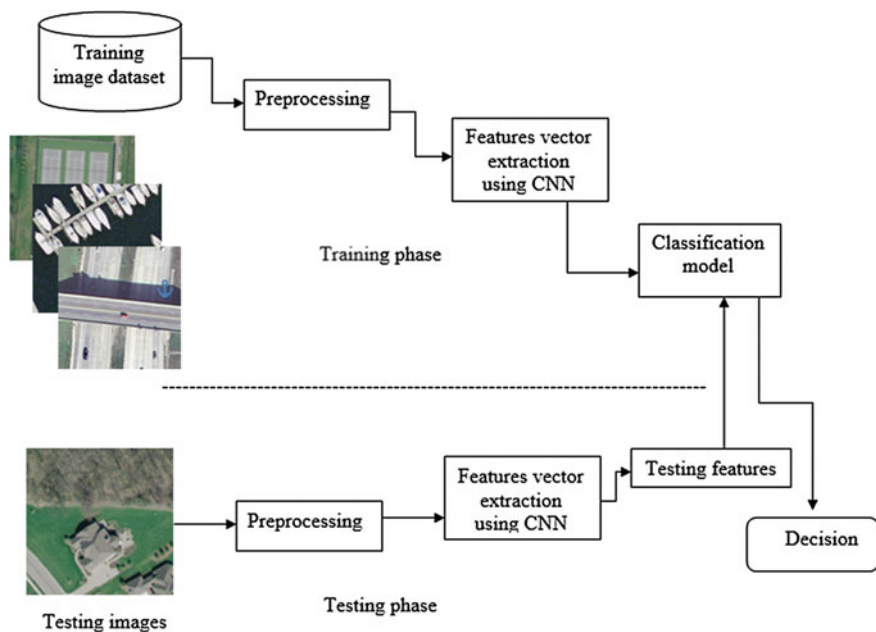 Training
image dataset
Preprocessing
Features vector
extraction
using CNN
Training phase
Classification
model
Testing features
Features vector
extraction
using CNN
Preprocessing
Decision
Testing phase
Testing images